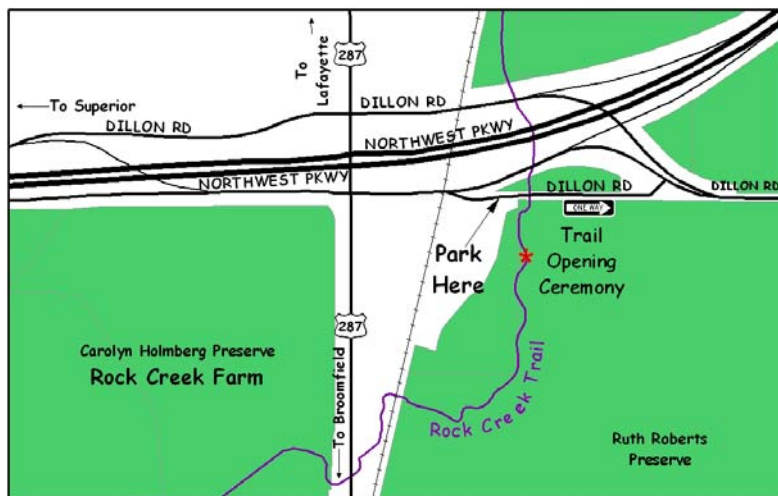 To
Lafayette
287
To Superior
DILLON RD
DILLON RD
NORTHWEST PKWY
NORTHWEST PKWY
DILLON RD
DILLON RD
ONE WAY
Park
Here
Trail
Opening
Ceremony
287
To Broomfield
Carolyn Holmberg Preserve
Rock Creek Farm
Rock Creek Trail
Ruth Roberts
Preserve